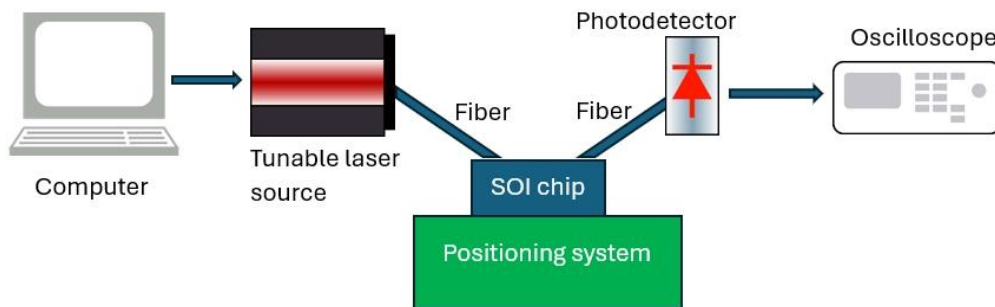 Photodetector
Oscilloscope
Fiber
Fiber
Tunable laser
source
Computer
SOI chip
Positioning system